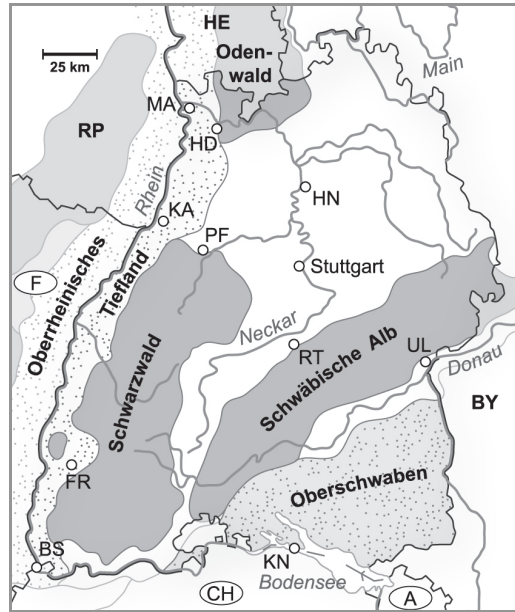 HE
Oden-
wald
25 km
Main
MA
RP
HD
Rhein
HN
KA
PF
F
Oberrheinisches
Tiefland
Stuttgart
Neckar
Schwarzwald
RT
Schwäbische Alb
UL
Donau
BY
FR
Oberschwaben
BS
KN
Bodensee
CH
A